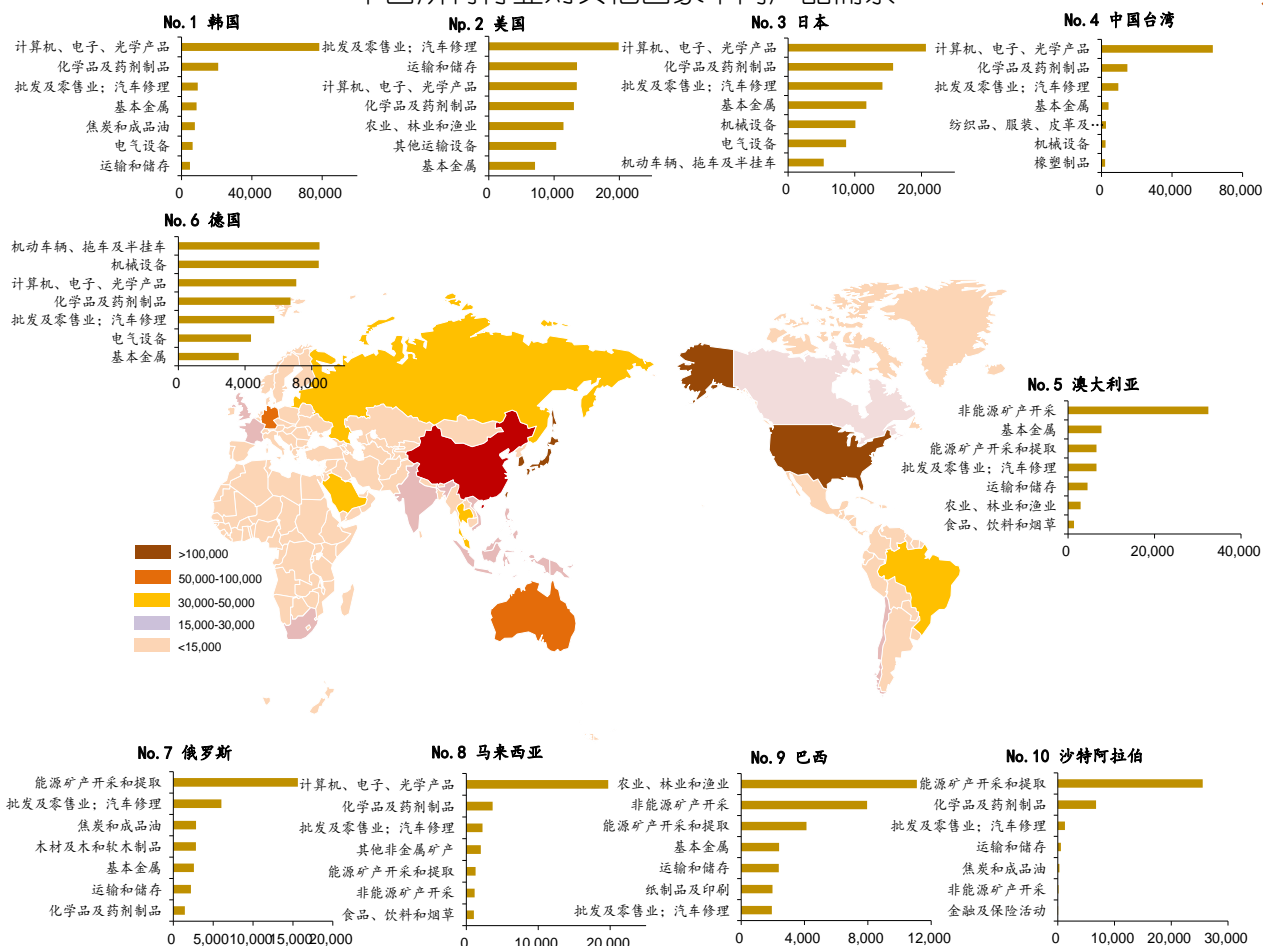 No.1 韩国
计算机、电子、光学产品
化学品及药剂制品
批发及零售业；汽车修理
基本金属
焦炭和成品油
电气设备
运输和储存
0 40,000 80,000
Np.2 美国
批发及零售业；汽车修理
运输和储存
计算机、电子、光学产品
化学品及药剂制品
农业、林业和渔业
其他运输设备
基本金属
0 10,000 20,000
No.3 日本
计算机、电子、光学产品
化学品及药剂制品
批发及零售业；汽车修理
基本金属
机械设备
电气设备
机动车辆、拖车及半挂车
0 10,000 20,000
No.4 中国台湾
计算机、电子、光学产品
化学品及药剂制品
批发及零售业；汽车修理
基本金属
纺织品、服装、皮革及…
机械设备
橡塑制品
0 40,000 80,000
No.6 德国
机动车辆、拖车及半挂车
机械设备
计算机、电子、光学产品
化学品及药剂制品
批发及零售业；汽车修理
电气设备
基本金属
0 4,000 8,000
No.5 澳大利亚
非能源矿产开采
基本金属
能源矿产开采和提取
批发及零售业；汽车修理
运输和储存
农业、林业和渔业
食品、饮料和烟草
0 20,000 40,000
>100,000
50,000-100,000
30,000-50,000
15,000-30,000
<15,000
No.7 俄罗斯
能源矿产开采和提取
批发及零售业；汽车修理
焦炭和成品油
木材及木和软木制品
基本金属
运输和储存
化学品及药剂制品
0 5,000 10,000 15,000 20,000
No.8 马来西亚
计算机、电子、光学产品
化学品及药剂制品
批发及零售业；汽车修理
其他非金属矿产
能源矿产开采和提取
非能源矿产开采
食品、饮料和烟草
0 10,000 20,000
No.9 巴西
农业、林业和渔业
非能源矿产开采
能源矿产开采和提取
基本金属
运输和储存
纸制品及印刷
批发及零售业；汽车修理
0 4,000 8,000 12,000
No.10 沙特阿拉伯
能源矿产开采和提取
化学品及药剂制品
批发及零售业；汽车修理
运输和储存
焦炭和成品油
非能源矿产开采
金融及保险活动
0 10,000 20,000 30,000